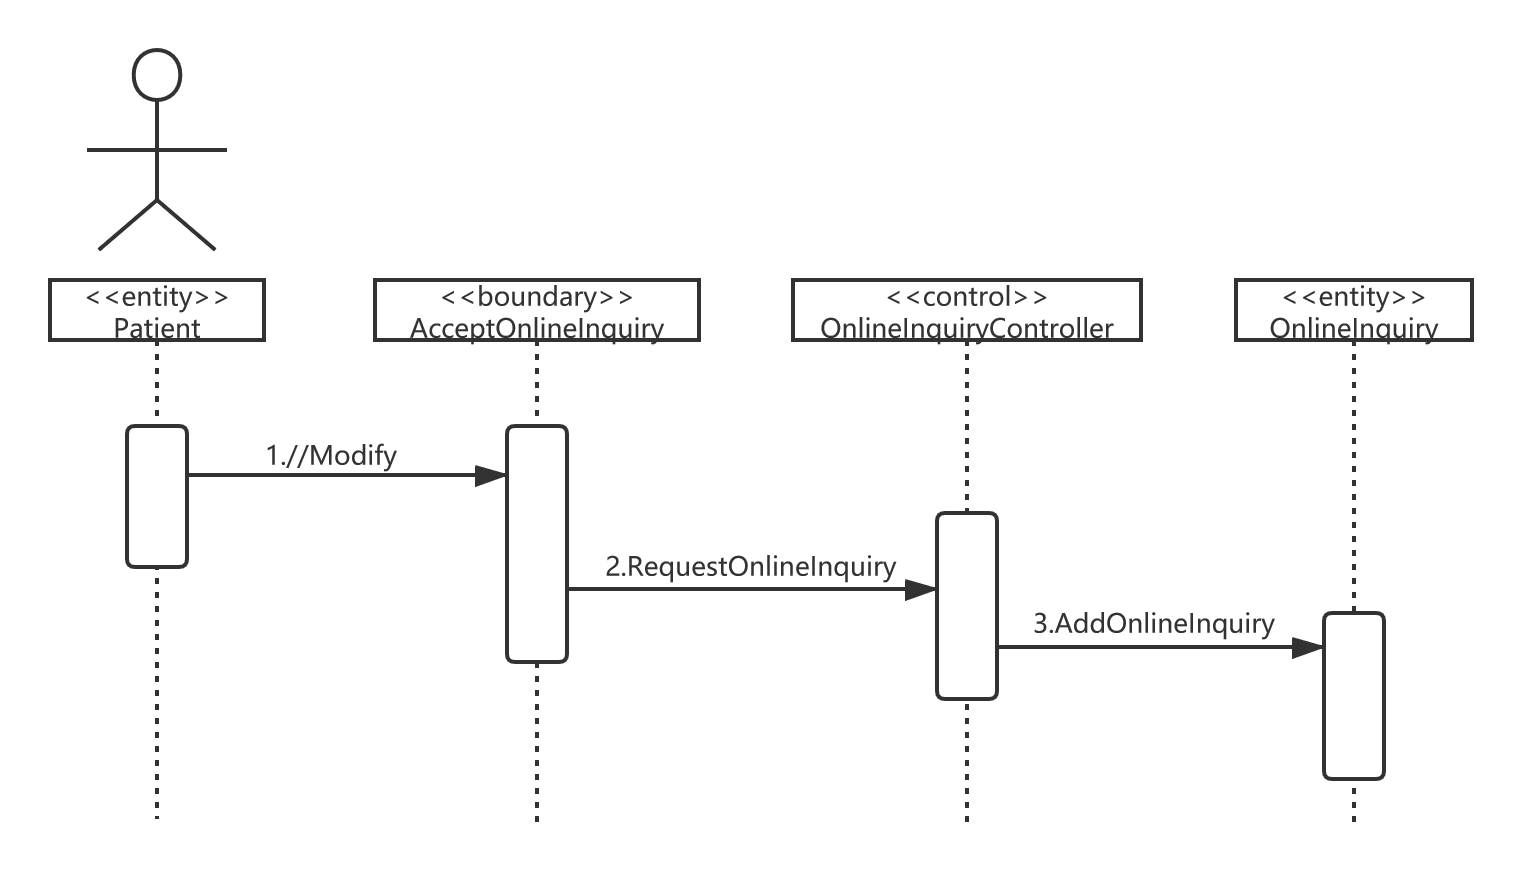 <<entity>>
Patient
<<boundary>>
AcceptOnlineInquiry
<<control>>
OnlineInquiryController
<<entity>>
OnlineInquiry
1.//Modify
2.RequestOnlineInquiry
3.AddOnlineInquiry